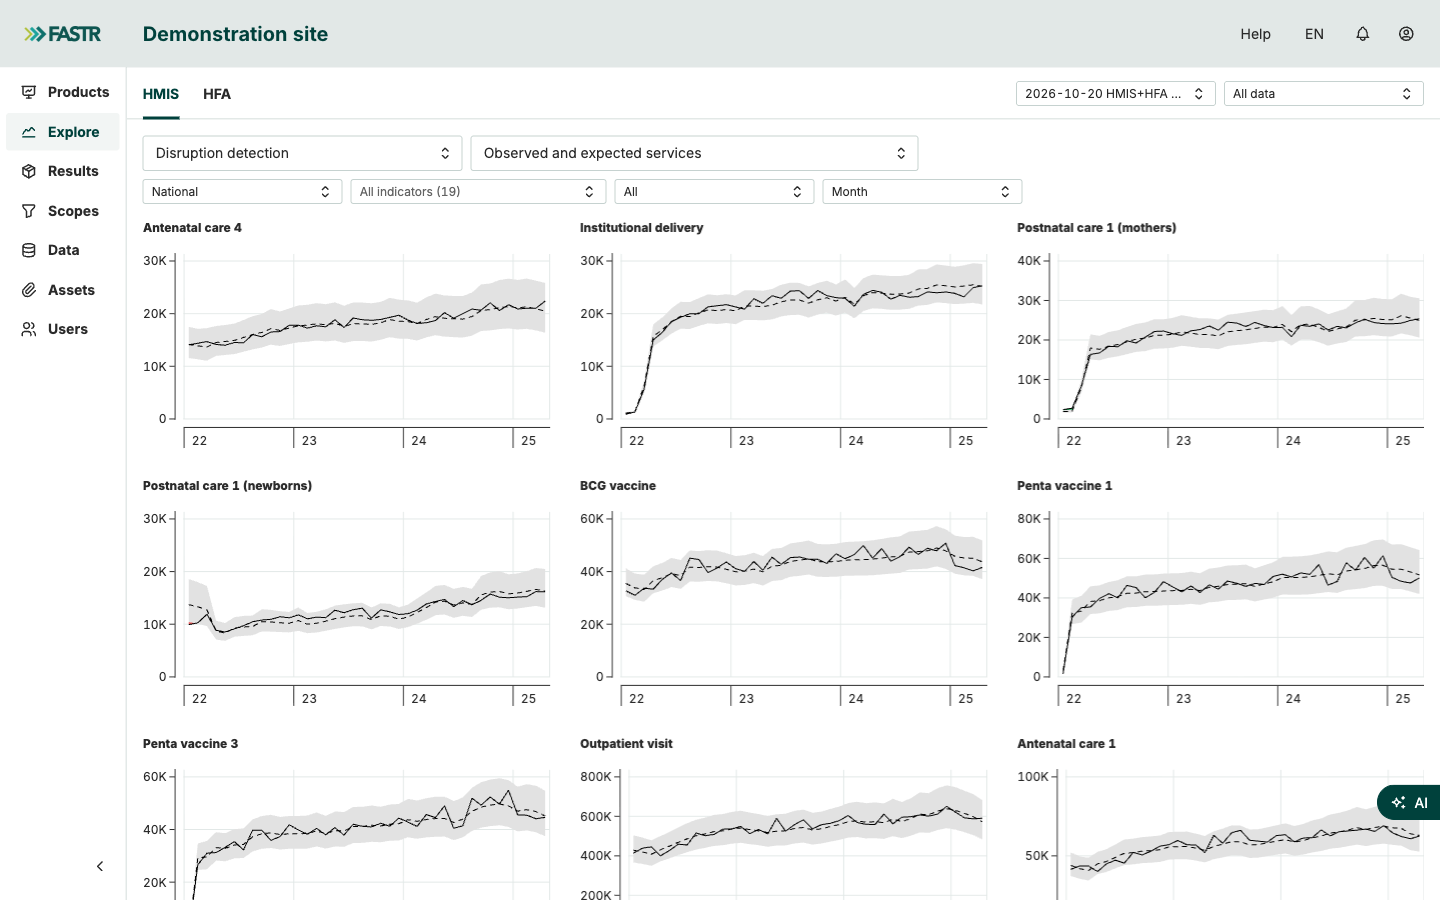 FASTR
Demonstration site
Help
EN
Products
Explore
Results
Scopes
Data
Assets
Users
HMIS
HFA
2026-10-20 HMIS+HFA ...
All data
Disruption detection
Observed and expected services
National
All indicators (19)
All
Month
Antenatal care 4
30K
20K
10K
0
22
23
24
25
Institutional delivery
30K
20K
10K
0
22
23
24
25
Postnatal care 1 (mothers)
40K
30K
20K
10K
0
22
23
24
25
Postnatal care 1 (newborns)
30K
20K
10K
0
22
23
24
25
BCG vaccine
60K
40K
20K
0
22
23
24
25
Penta vaccine 1
80K
60K
40K
20K
0
22
23
24
25
Penta vaccine 3
60K
40K
20K
Outpatient visit
800K
600K
400K
200K
Antenatal care 1
100K
50K
AI